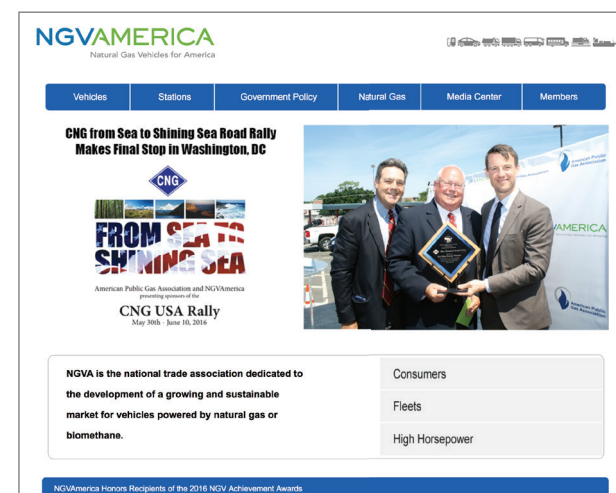 NGVAMERICA
Natural Gas Vehicles for America
Vehicles Stations Government Policy Natural Gas Media Center Members
CNG from Sea to Shining Sea Road Rally
Makes Final Stop in Washington, DC
CNG
FROM SEA TO
SHINING SEA
American Public Gas Association and NGVAmerica
presenting sponsors of the
CNG USA Rally
May 30th - June 10, 2016
American Public
Gas Association
AMERICA
American Public
Gas Association
NGVA is the national trade association dedicated to
the development of a growing and sustainable
market for vehicles powered by natural gas or
biomethane.
Consumers
Fleets
High Horsepower
NGVAmerica Honors Recipients of the 2016 NGV Achievement Awards